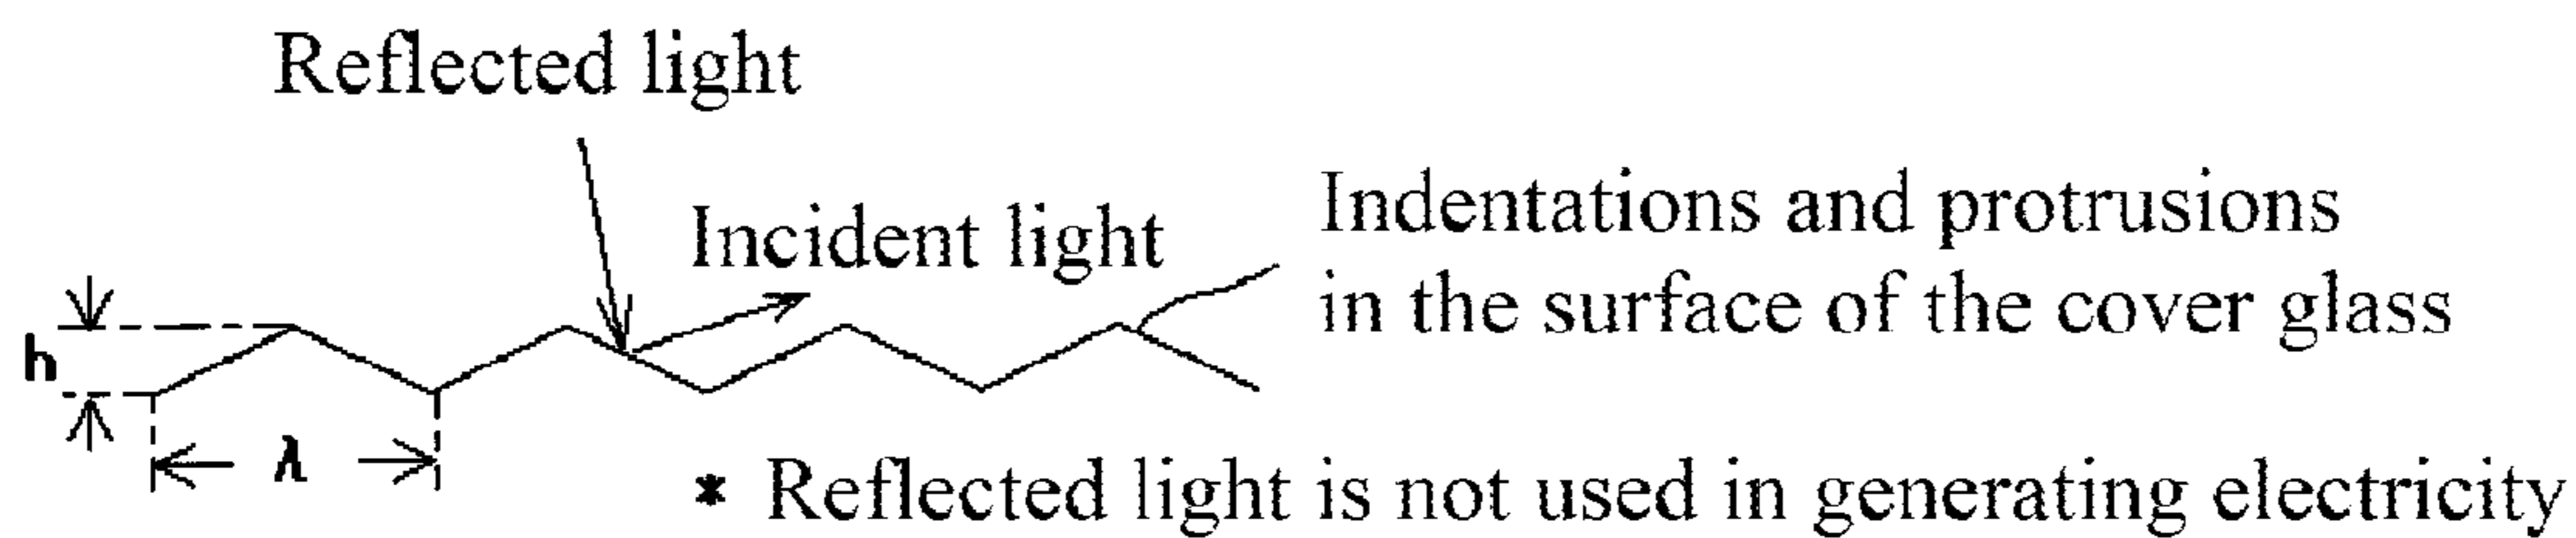 Reflected light
Incident light
Indentations and protrusions
in the surface of the cover glass
h
λ
* Reflected light is not used in generating electricity